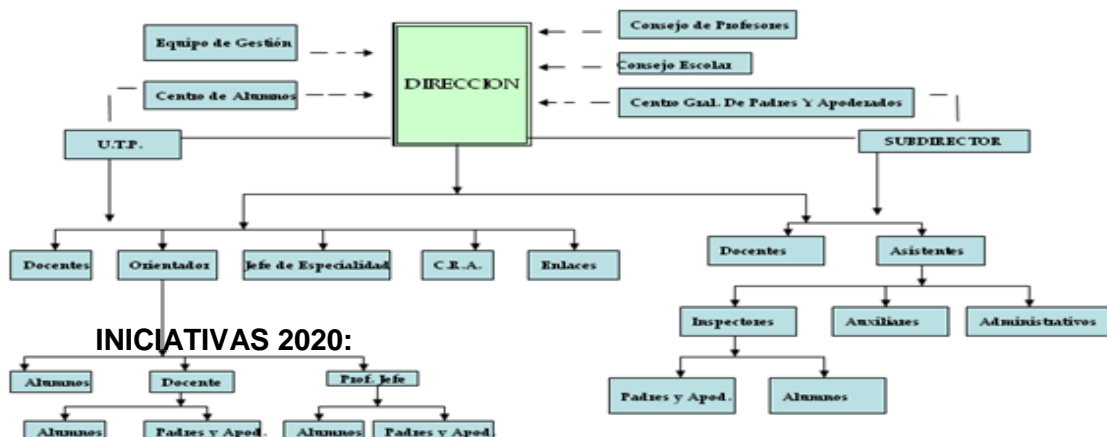 Equipo de Gestión
Consejo de Profesores
DIRECCION
Consejo Escolar
Centro de Alumnos
Centro Gral. De Padres Y Apoderados
U.T.P.
SUBDIRECTOR
Docentes
Orientador
Jefe de Especialidad
C.R.A.
Enlaces
Docentes
Asistentes
Inspectores
Auxiliares
Administrativos
INICIATIVAS 2020:
Alumnos
Docente
Prof. Jefe
Padres y Apod.
Alumnos
Alumnos
Padres y Apod.
Alumnos
Padres y Apod.